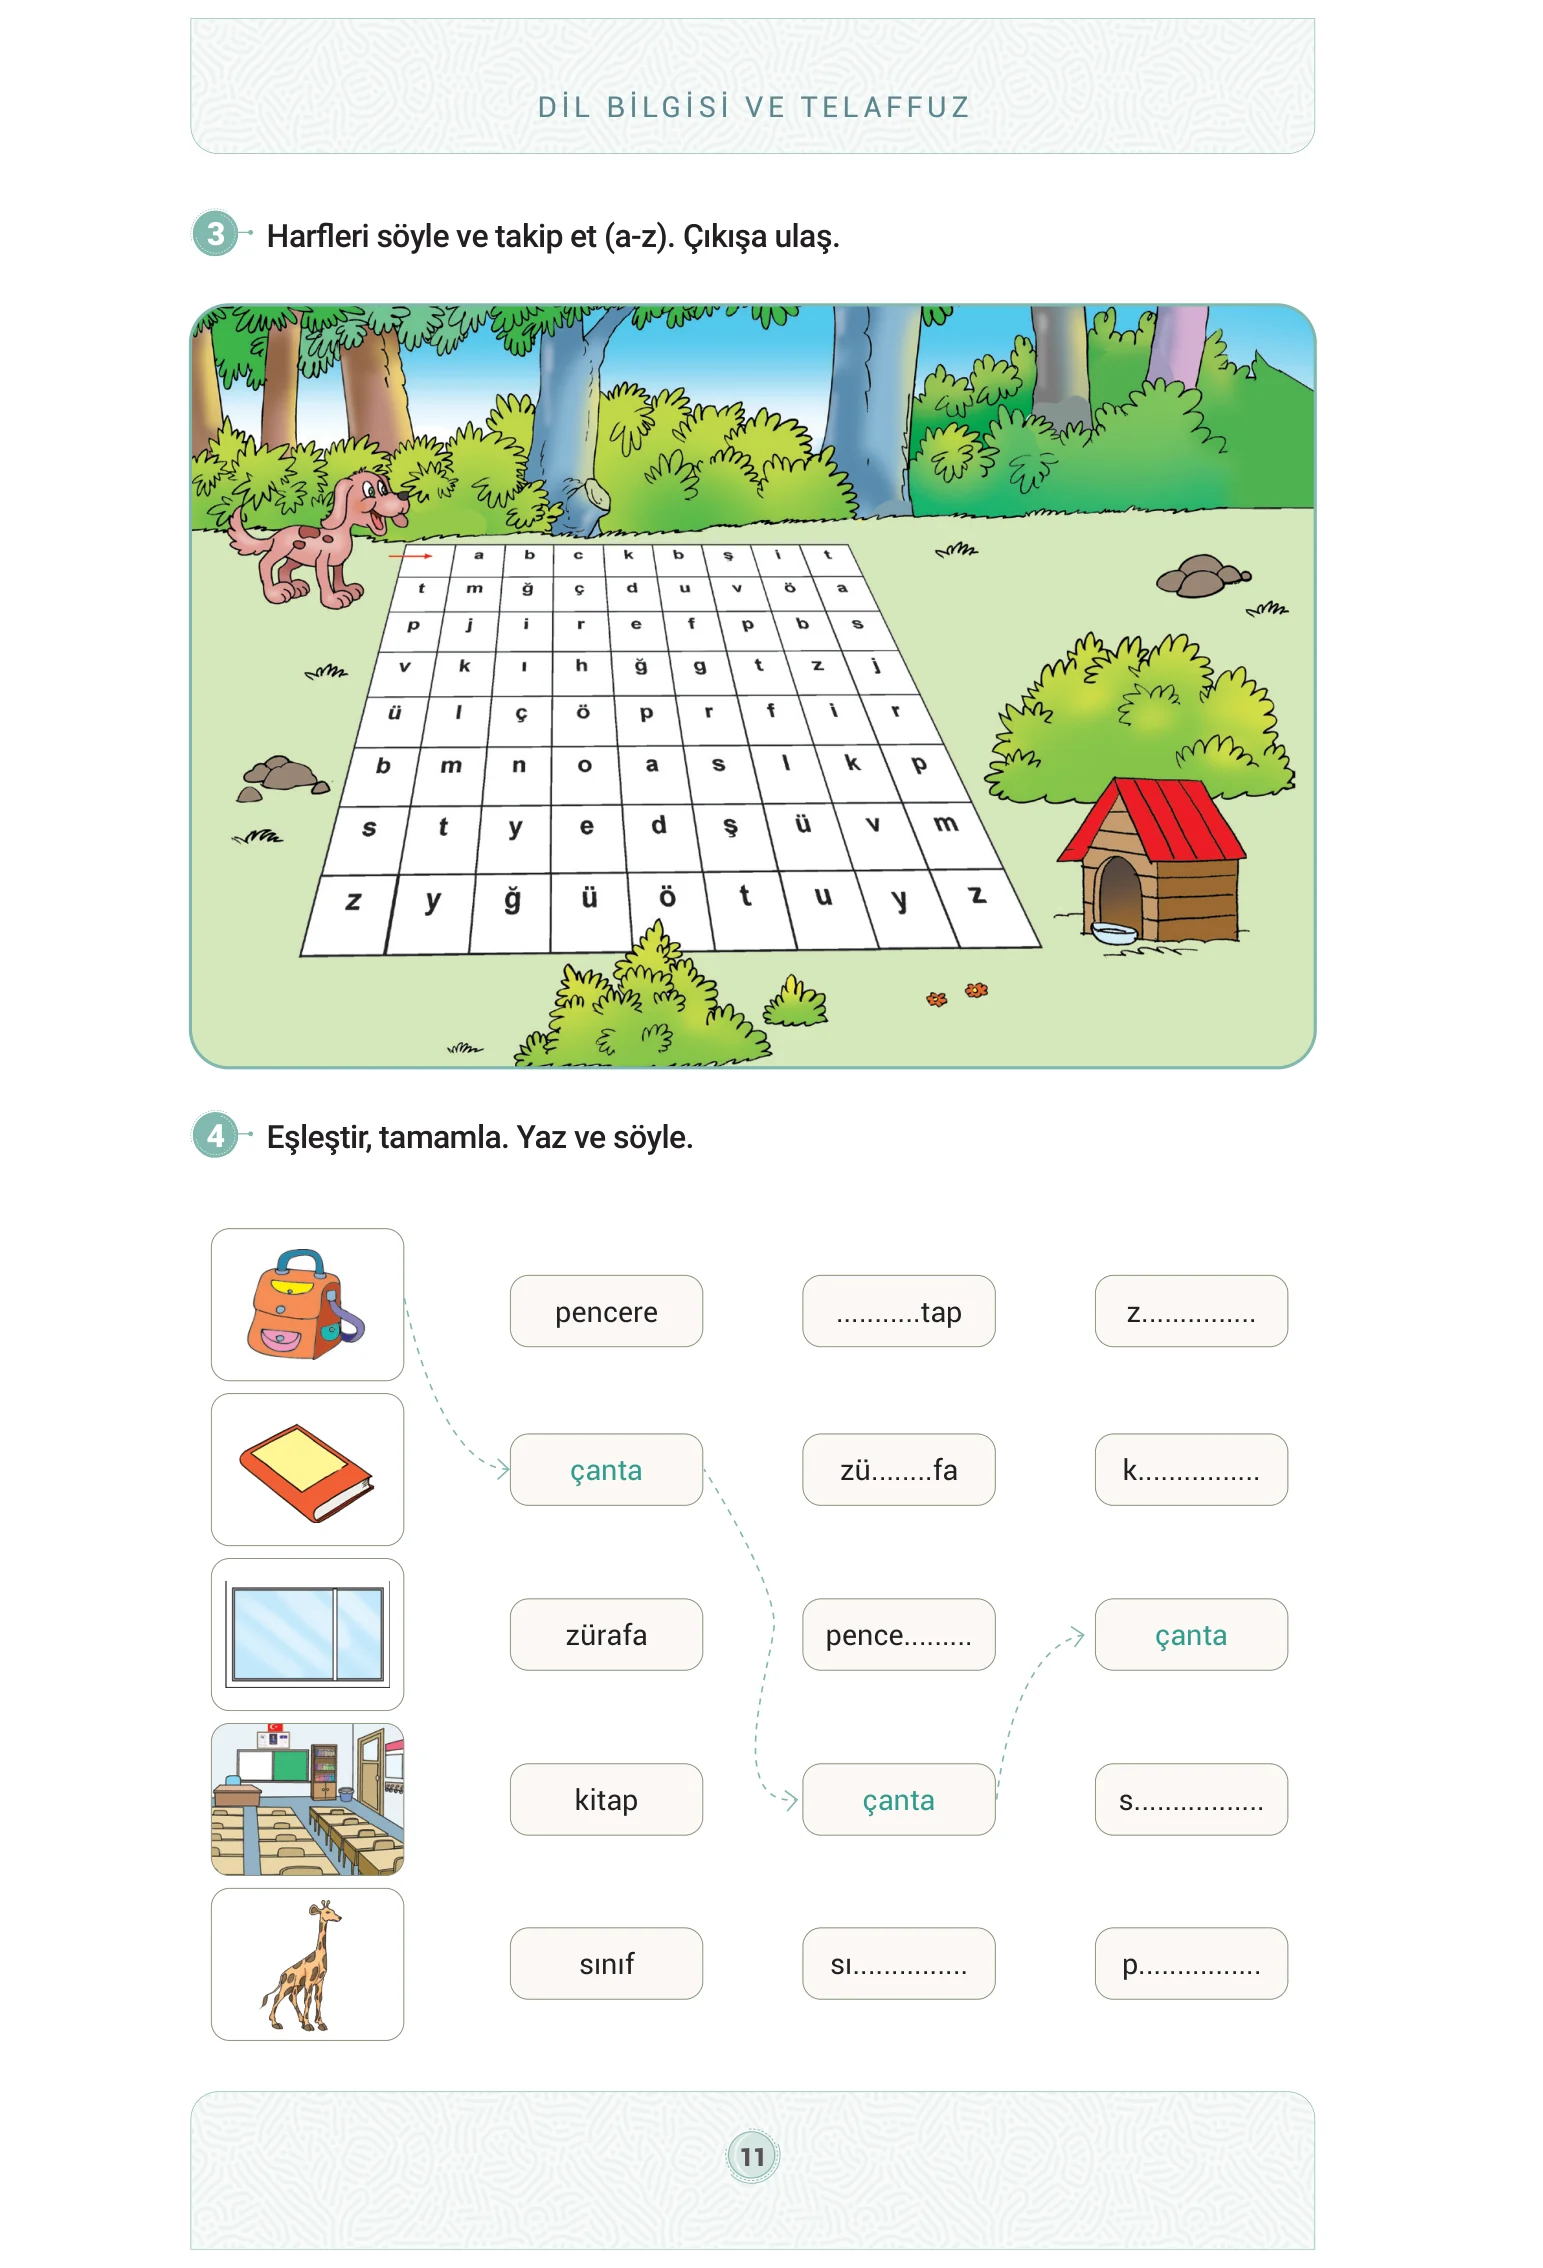 DİL BİLGİSİ VE TELAFFUZ
3 Harfleri söyle ve takip et (a-z). Çıkışa ulaş.
a b c k b ş i t
t m ğ ç d u v ö a
p j i r e f p b s
v k ı h ğ g t z j
ü l ç ö p r f i r
b m n o a s l k p
s t y e d ş ü v m
z y ğ ü ö t u y z
4 Eşleştir, tamamla. Yaz ve söyle.
pencere ...........tap z...............
çanta zü........fa k................
zürafa pence......... çanta
kitap çanta s.................
sınıf sı............... p................
11